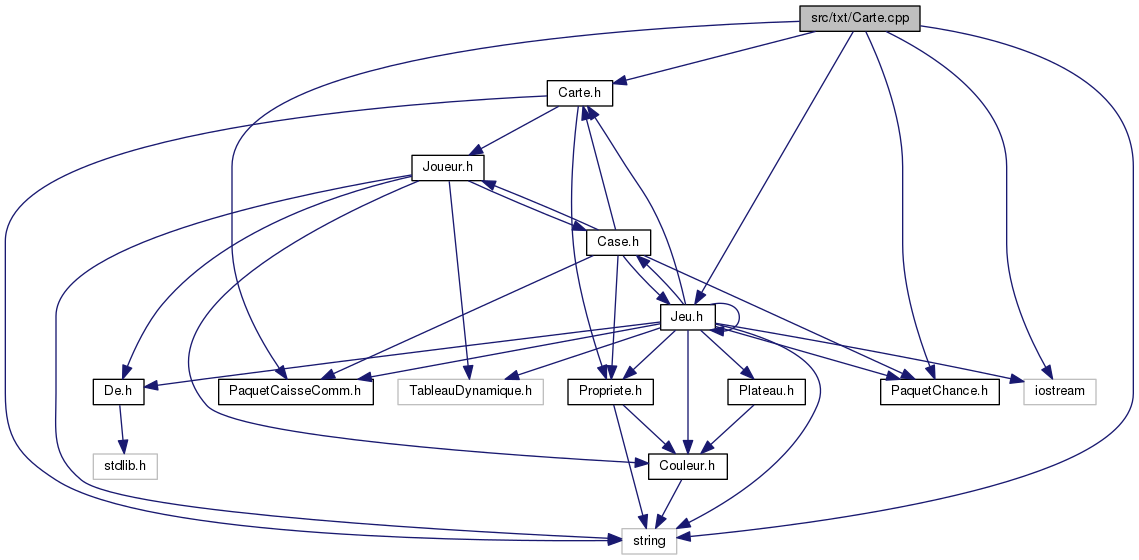 src/txt/Carte.cpp
Carte.h
Joueur.h
Case.h
Jeu.h
De.h
PaquetCaisseComm.h
TableauDynamique.h
Propriete.h
Plateau.h
PaquetChance.h
iostream
stdlib.h
Couleur.h
string